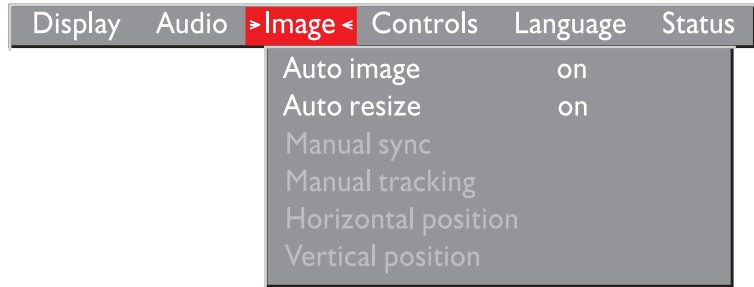 Display Audio >Image< Controls Language Status
Auto image on
Auto resize on
Manual sync
Manual tracking
Horizontal position
Vertical position